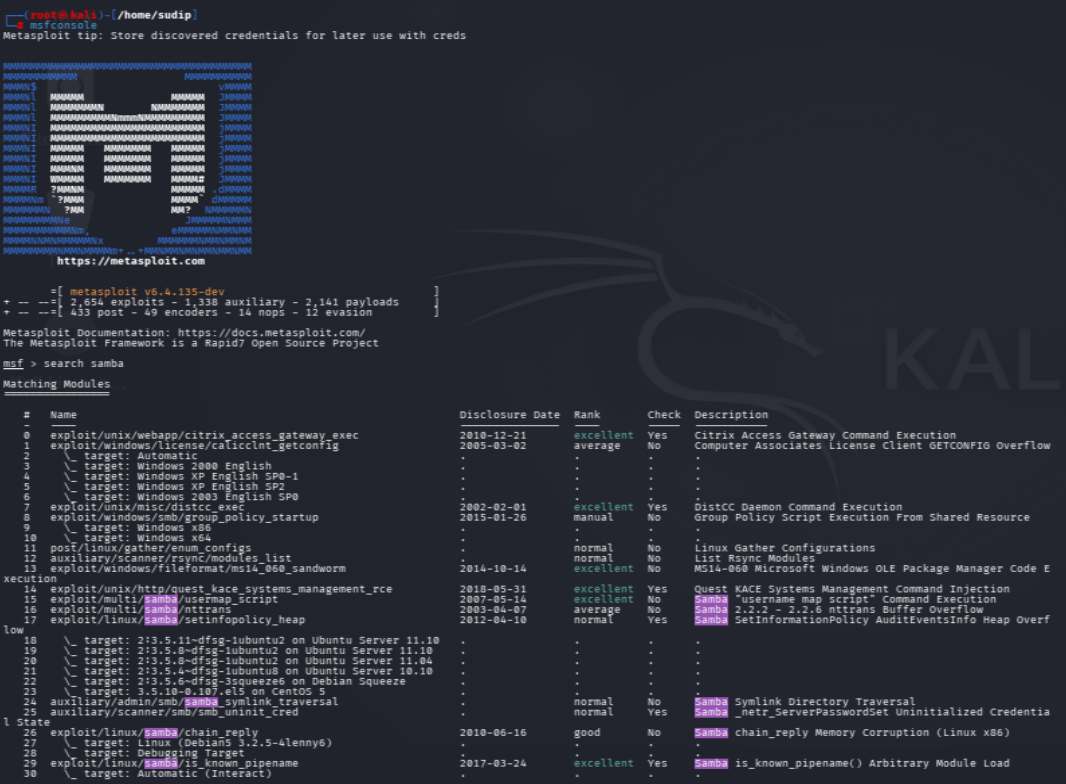 ┌──(root㉿kali)-[/home/sudip]
└─# msfconsole
Metasploit tip: Store discovered credentials for later use with creds
https://metasploit.com
=[ metasploit v6.4.135-dev ]
+ -- --=[ 2,654 exploits - 1,338 auxiliary - 2,141 payloads ]
+ -- --=[ 433 post - 49 encoders - 14 nops - 12 evasion ]
Metasploit Documentation: https://docs.metasploit.com/
The Metasploit Framework is a Rapid7 Open Source Project
msf > search samba
Matching Modules
================
# Name Disclosure Date Rank Check Description
- ---- --------------- ---- ----- -----------
0 exploit/unix/webapp/citrix_access_gateway_exec 2010-12-21 excellent Yes Citrix Access Gateway Command Execution
1 exploit/windows/license/calicclnt_getconfig 2005-03-02 average No Computer Associates License Client GETCONFIG Overflow
2 \_ target: Automatic . . . .
3 \_ target: Windows 2000 English . . . .
4 \_ target: Windows XP English SP0-1 . . . .
5 \_ target: Windows XP English SP2 . . . .
6 \_ target: Windows 2003 English SP0 . . . .
7 exploit/unix/misc/distcc_exec 2002-02-01 excellent Yes DistCC Daemon Command Execution
8 exploit/windows/smb/group_policy_startup 2015-01-26 manual No Group Policy Script Execution From Shared Resource
9 \_ target: Windows x86 . . . .
10 \_ target: Windows x64 . . . .
11 post/linux/gather/enum_configs . normal No Linux Gather Configurations
12 auxiliary/scanner/rsync/modules_list . normal No List Rsync Modules
13 exploit/windows/fileformat/ms14_060_sandworm 2014-10-14 excellent No MS14-060 Microsoft Windows OLE Package Manager Code E
xecution
14 exploit/unix/http/quest_kace_systems_management_rce 2018-05-31 excellent Yes Quest KACE Systems Management Command Injection
15 exploit/multi/samba/usermap_script 2007-05-14 excellent No Samba "username map script" Command Execution
16 exploit/multi/samba/nttrans 2003-04-07 average No Samba 2.2.2 - 2.2.6 nttrans Buffer Overflow
17 exploit/linux/samba/setinfopolicy_heap 2012-04-10 normal Yes Samba SetInformationPolicy AuditEventsInfo Heap Overf
low
18 \_ target: 2:3.5.11~dfsg-1ubuntu2 on Ubuntu Server 11.10 . . . .
19 \_ target: 2:3.5.8~dfsg-1ubuntu2 on Ubuntu Server 11.10 . . . .
20 \_ target: 2:3.5.8~dfsg-1ubuntu2 on Ubuntu Server 11.04 . . . .
21 \_ target: 2:3.5.4~dfsg-1ubuntu8 on Ubuntu Server 10.10 . . . .
22 \_ target: 2:3.5.6~dfsg-3squeeze6 on Debian Squeeze . . . .
23 \_ target: 3.5.10-0.107.el5 on CentOS 5 . . . .
24 auxiliary/admin/smb/samba_symlink_traversal . normal No Samba Symlink Directory Traversal
25 auxiliary/scanner/smb/smb_uninit_cred . normal Yes Samba _netr_ServerPasswordSet Uninitialized Credentia
l State
26 exploit/linux/samba/chain_reply 2010-06-16 good No Samba chain_reply Memory Corruption (Linux x86)
27 \_ target: Linux (Debian5 3.2.5-4lenny6) . . . .
28 \_ target: Debugging Target . . . .
29 exploit/linux/samba/is_known_pipename 2017-03-24 excellent Yes Samba is_known_pipename() Arbitrary Module Load
30 \_ target: Automatic (Interact) . . . .
KAL